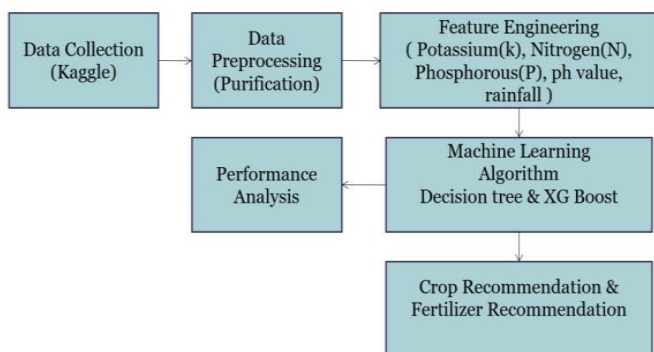 Data Collection
(Kaggle)
Data
Preprocessing
(Purification)
Feature Engineering
( Potassium(k), Nitrogen(N),
Phosphorous(P), ph value,
rainfall )
Performance
Analysis
Machine Learning
Algorithm
Decision tree & XG Boost
Crop Recommendation &
Fertilizer Recommendation